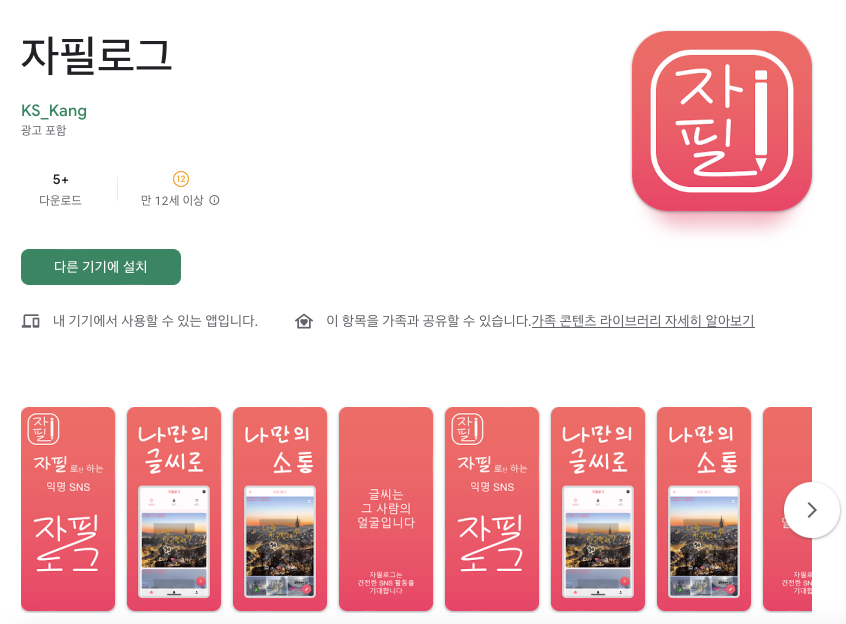 자필로그
KS_Kang
광고 포함
5+
다운로드
12
만 12세 이상
다른 기기에 설치
내 기기에서 사용할 수 있는 앱입니다.
이 항목을 가족과 공유할 수 있습니다.가족 콘텐츠 라이브러리 자세히 알아보기
자
필
자
필
자필 로신 하는
익명 SNS
자필
로그
나만의
글씨로
자필로그
나만의
소통
글씨는
그 사람의
얼굴입니다
자필로그는
건전한 SNS 활동을
기대합니다
자
필
자필 로신 하는
익명 SNS
자필
로그
나만의
글씨로
자필로그
나만의
소통